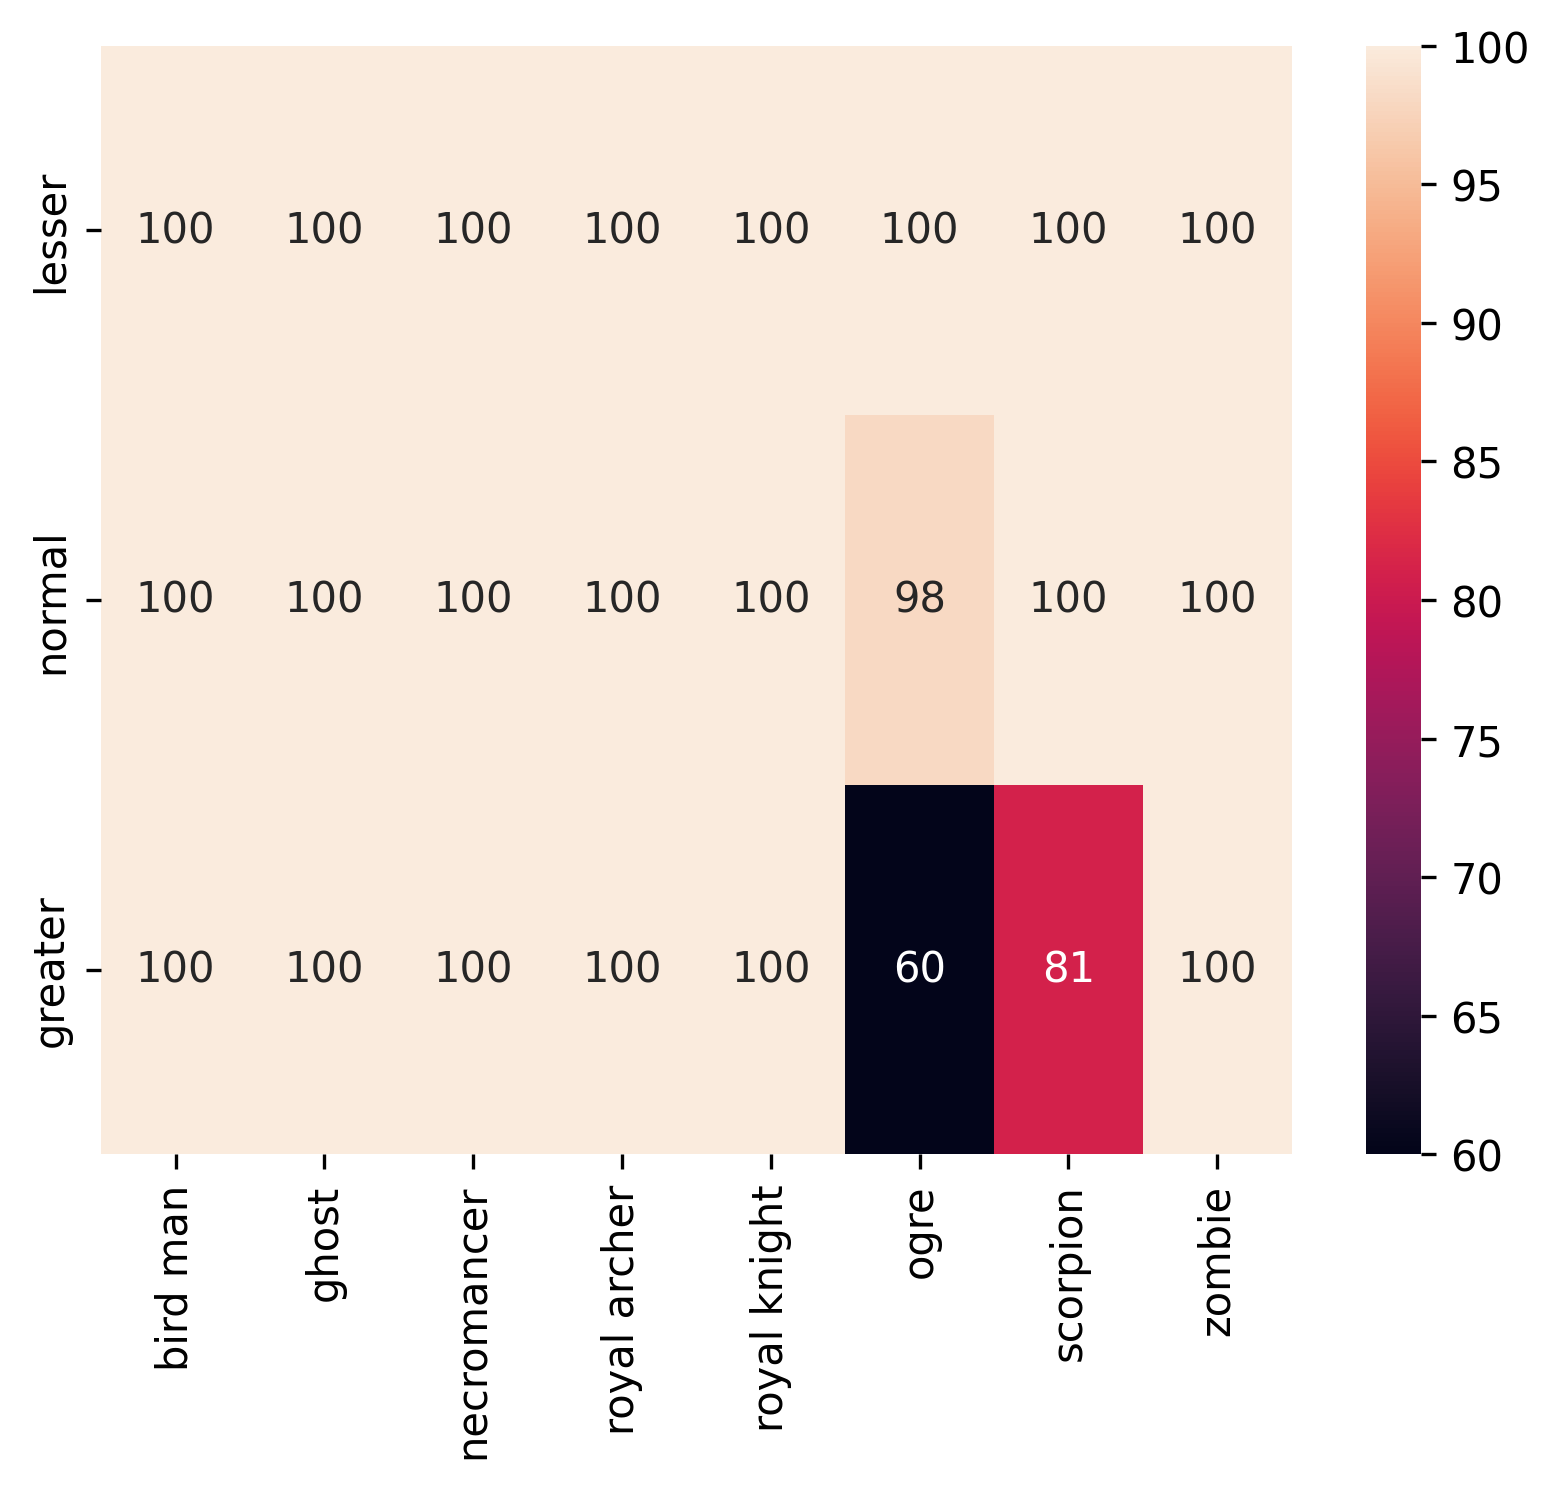 lesser 100 100 100 100 100 100 100 100
normal 100 100 100 100 100 98 100 100
greater 100 100 100 100 100 60 81 100
bird man ghost necromancer royal archer royal knight ogre scorpion zombie
100
95
90
85
80
75
70
65
60